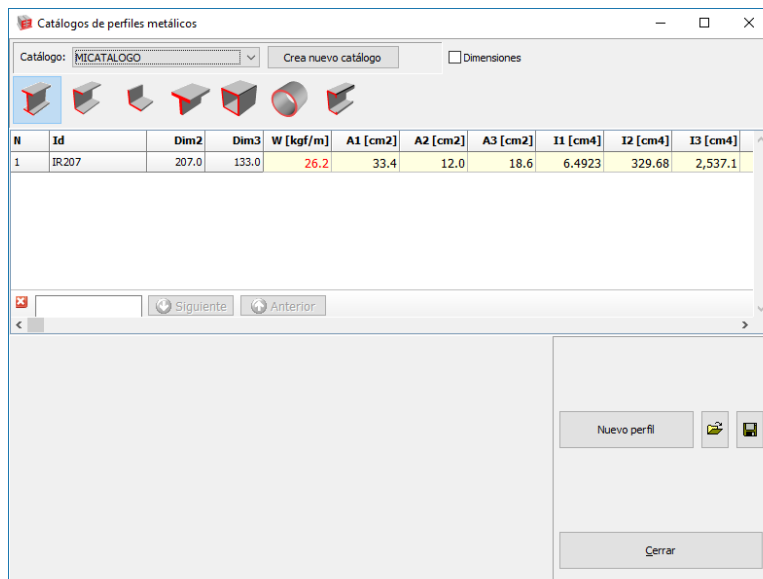 Catálogos de perfiles metálicos
Catálogo: MICATALOGO Crea nuevo catálogo Dimensiones
N Id Dim2 Dim3 W [kgf/m] A1 [cm2] A2 [cm2] A3 [cm2] I1 [cm4] I2 [cm4] I3 [cm4]
1 IR207 207.0 133.0 26.2 33.4 12.0 18.6 6.4923 329.68 2,537.1
Siguiente Anterior
Nuevo perfil
Cerrar